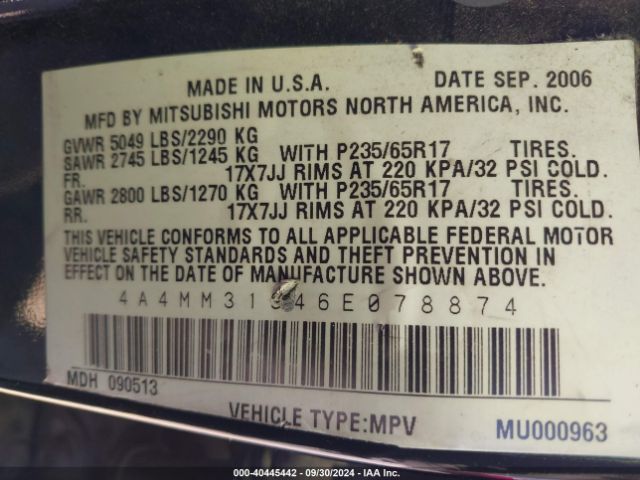 MADE IN U.S.A. DATE SEP. 2006
MFD BY MITSUBISHI MOTORS NORTH AMERICA, INC.
GVWR 5049 LBS/2290 KG
GAWR 2745 LBS/1245 KG WITH P235/65R17 TIRES.
FR. 17X7JJ RIMS AT 220 KPA/32 PSI COLD.
GAWR 2800 LBS/1270 KG WITH P235/65R17 TIRES.
RR. 17X7JJ RIMS AT 220 KPA/32 PSI COLD.
THIS VEHICLE CONFORMS TO ALL APPLICABLE FEDERAL MOTOR
VEHICLE SAFETY STANDARDS AND THEFT PREVENTION IN
EFFECT ON THE DATE OF MANUFACTURE SHOWN ABOVE.
4A4MM31S46E078874
MDH 090513
VEHICLE TYPE:MPV MU000963
000-40445442 - 09/30/2024 - IAA Inc.